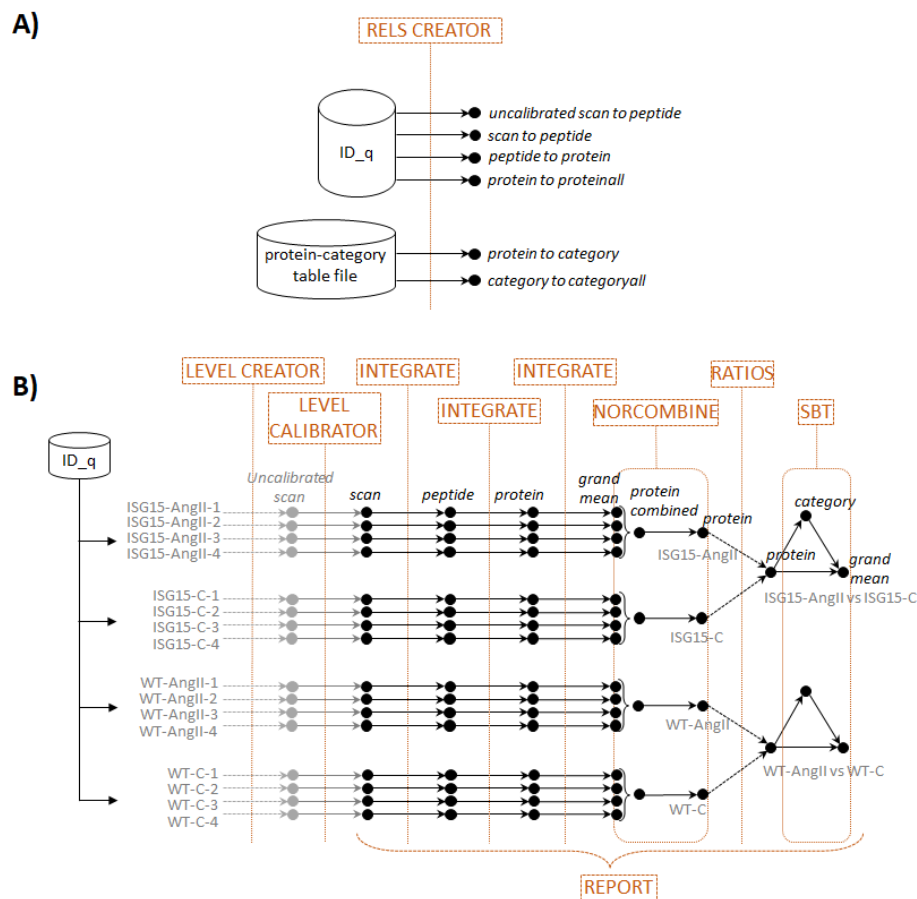 A)
RELS CREATOR
ID_q
uncalibrated scan to peptide
scan to peptide
peptide to protein
protein to proteinall
protein-category
table file
protein to category
category to categoryall
B)
LEVEL CREATOR
INTEGRATE
INTEGRATE
RATIOS
LEVEL
CALIBRATOR
INTEGRATE
NORCOMBINE
SBT
ID_q
Uncalibrated
scan
scan
peptide
protein
grand
mean
protein
combined
protein
category
protein
grand
mean
ISG15-AngII-1
ISG15-AngII-2
ISG15-AngII-3
ISG15-AngII-4
ISG15-AngII
ISG15-AngII vs ISG15-C
ISG15-C-1
ISG15-C-2
ISG15-C-3
ISG15-C-4
ISG15-C
WT-AngII-1
WT-AngII-2
WT-AngII-3
WT-AngII-4
WT-AngII
WT-AngII vs WT-C
WT-C-1
WT-C-2
WT-C-3
WT-C-4
WT-C
REPORT